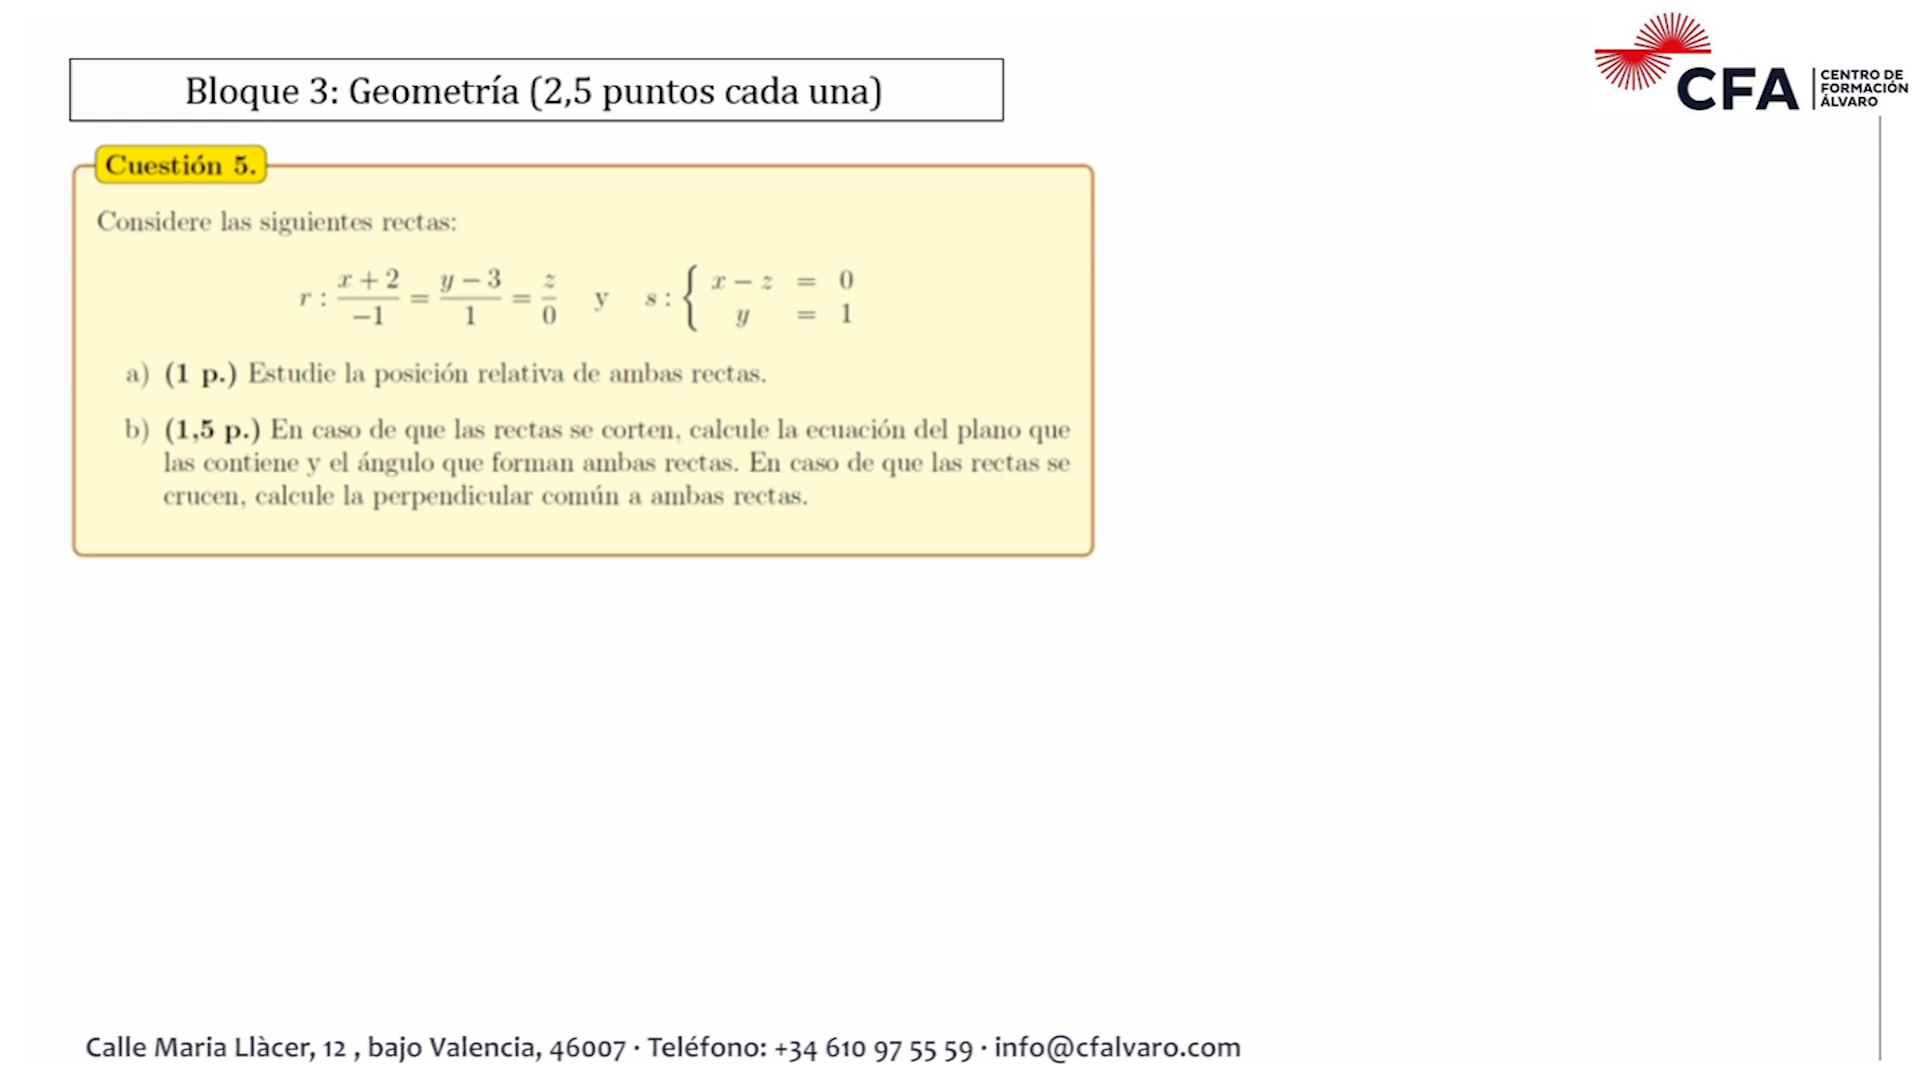 CFA
CENTRO DE
FORMACIÓN
ÁLVARO
Bloque 3: Geometría (2,5 puntos cada una)
Cuestión 5.
Considere las siguientes rectas:
r : (x + 2)/(−1) = (y − 3)/1 = z/0 y s : { x − z = 0
y = 1
a) (1 p.) Estudie la posición relativa de ambas rectas.
b) (1,5 p.) En caso de que las rectas se corten, calcule la ecuación del plano que
las contiene y el ángulo que forman ambas rectas. En caso de que las rectas se
crucen, calcule la perpendicular común a ambas rectas.
Calle Maria Llàcer, 12 , bajo Valencia, 46007 · Teléfono: +34 610 97 55 59 · info@cfalvaro.com